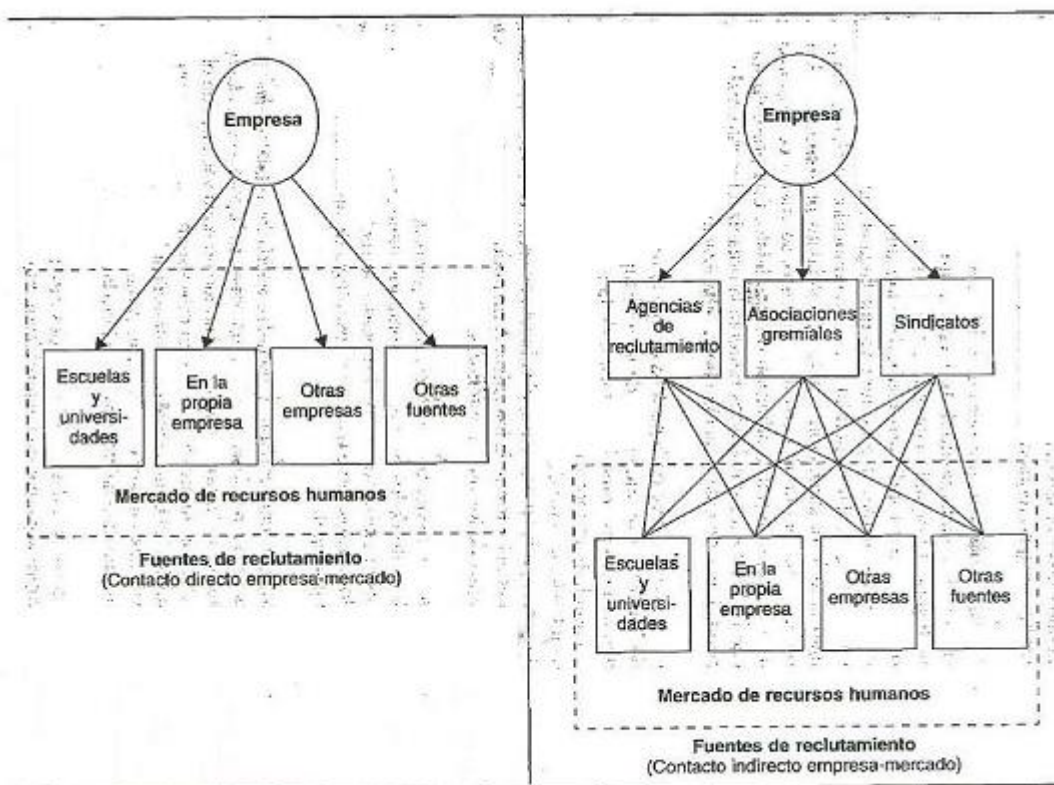 Empresa
Escuelas
y
universi-
dades
En la
propia
empresa
Otras
empresas
Otras
fuentes
Mercado de recursos humanos
Fuentes de reclutamiento
(Contacto directo empresa-mercado)
Empresa
Agencias
de
reclutamiento
Asociaciones
gremiales
Sindicatos
Escuelas
y
universi-
dades
En la
propia
empresa
Otras
empresas
Otras
fuentes
Mercado de recursos humanos
Fuentes de reclutamiento
(Contacto indirecto empresa-mercado)